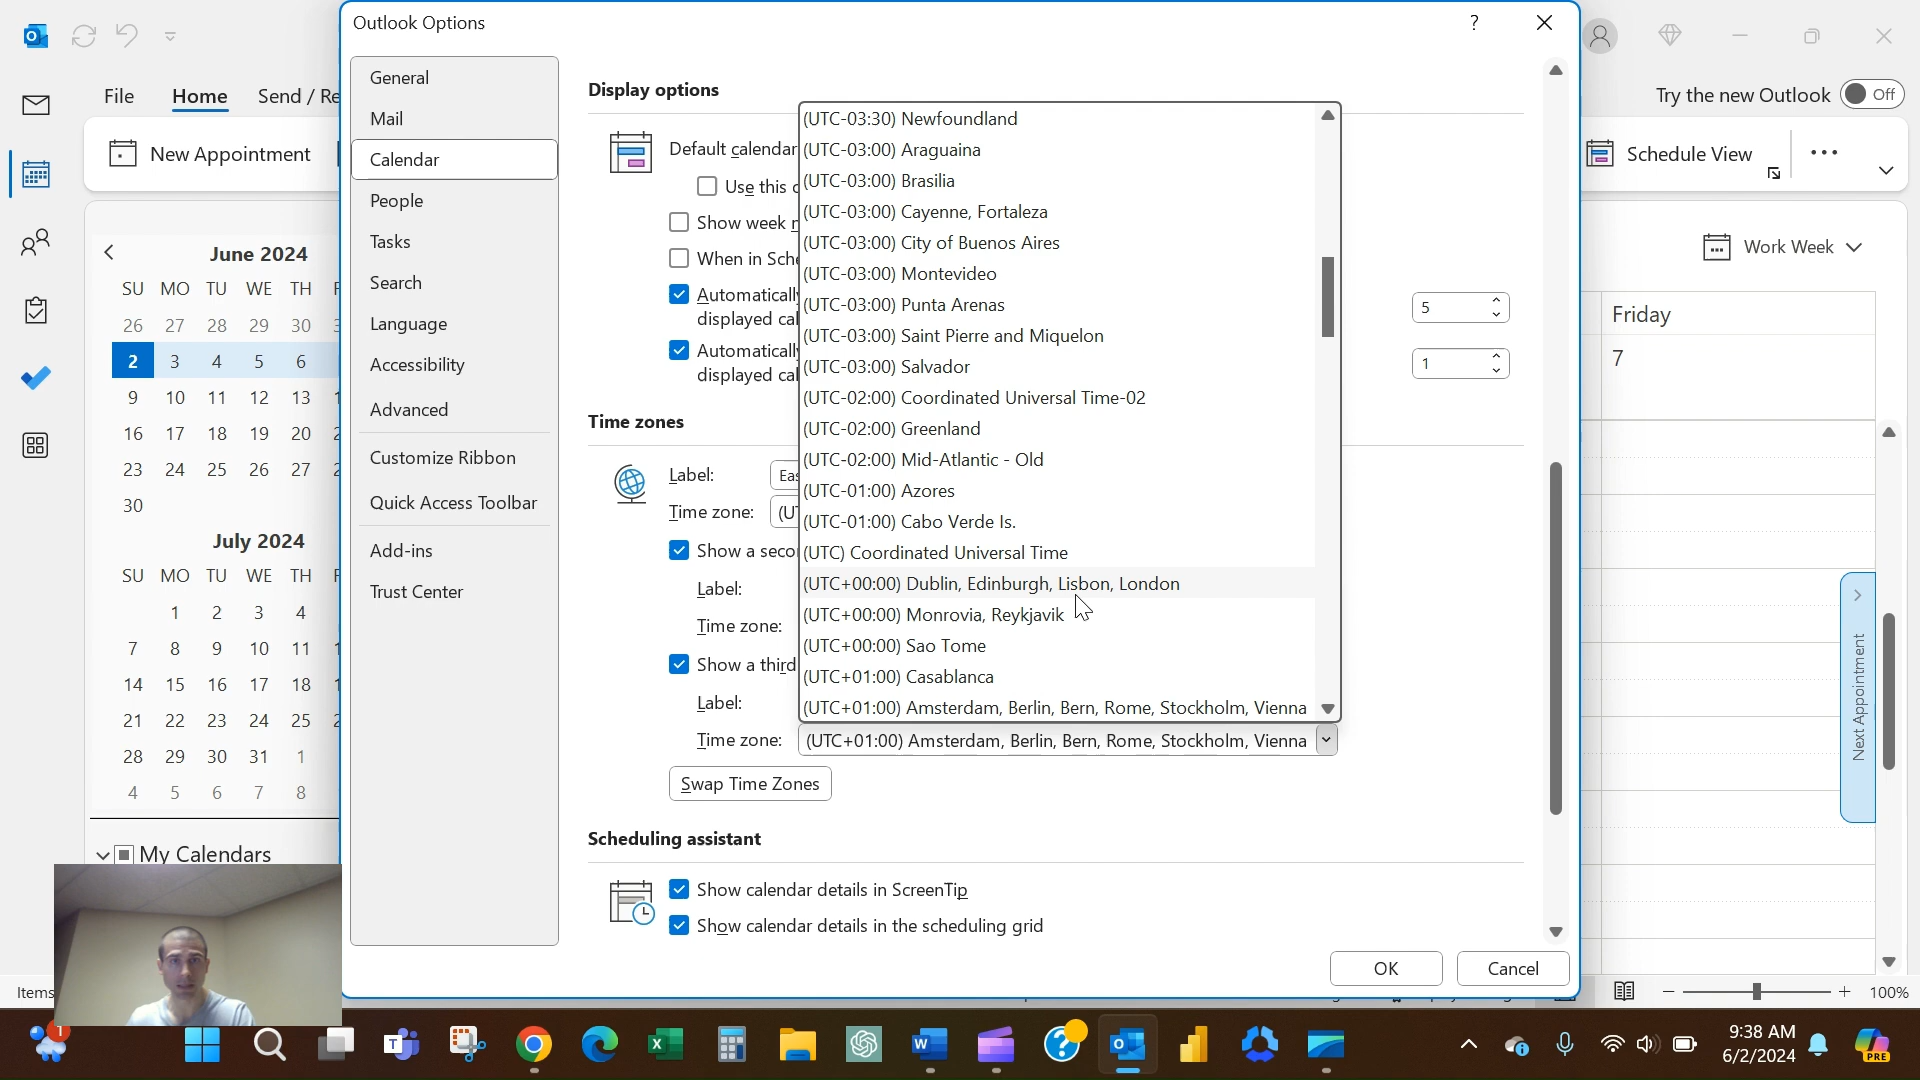 Outlook Options
?
File
Home
Send / Re
Try the new Outlook
Off
New Appointment
Schedule View
Work Week
June 2024
SU MO TU WE TH F
26 27 28 29 30 3
2 3 4 5 6
9 10 11 12 13 1
16 17 18 19 20 2
23 24 25 26 27 2
30
July 2024
SU MO TU WE TH F
1 2 3 4
7 8 9 10 11 1
14 15 16 17 18 1
21 22 23 24 25 2
28 29 30 31 1
4 5 6 7 8
My Calendars
Items
General
Mail
Calendar
People
Tasks
Search
Language
Accessibility
Advanced
Customize Ribbon
Quick Access Toolbar
Add-ins
Trust Center
Display options
Default calendar
Use this c
Show week n
When in Sche
Automatically
displayed cal
5
Automatically
displayed cal
1
Time zones
Label:
Eas
Time zone:
(UT
Show a seco
Label:
Time zone:
Show a third
Label:
Time zone:
(UTC+01:00) Amsterdam, Berlin, Bern, Rome, Stockholm, Vienna
Swap Time Zones
(UTC-03:30) Newfoundland
(UTC-03:00) Araguaina
(UTC-03:00) Brasilia
(UTC-03:00) Cayenne, Fortaleza
(UTC-03:00) City of Buenos Aires
(UTC-03:00) Montevideo
(UTC-03:00) Punta Arenas
(UTC-03:00) Saint Pierre and Miquelon
(UTC-03:00) Salvador
(UTC-02:00) Coordinated Universal Time-02
(UTC-02:00) Greenland
(UTC-02:00) Mid-Atlantic - Old
(UTC-01:00) Azores
(UTC-01:00) Cabo Verde Is.
(UTC) Coordinated Universal Time
(UTC+00:00) Dublin, Edinburgh, Lisbon, London
(UTC+00:00) Monrovia, Reykjavik
(UTC+00:00) Sao Tome
(UTC+01:00) Casablanca
(UTC+01:00) Amsterdam, Berlin, Bern, Rome, Stockholm, Vienna
Scheduling assistant
Show calendar details in ScreenTip
Show calendar details in the scheduling grid
OK
Cancel
Friday
7
Next Appointment
100%
9:38 AM
6/2/2024
1
PRE